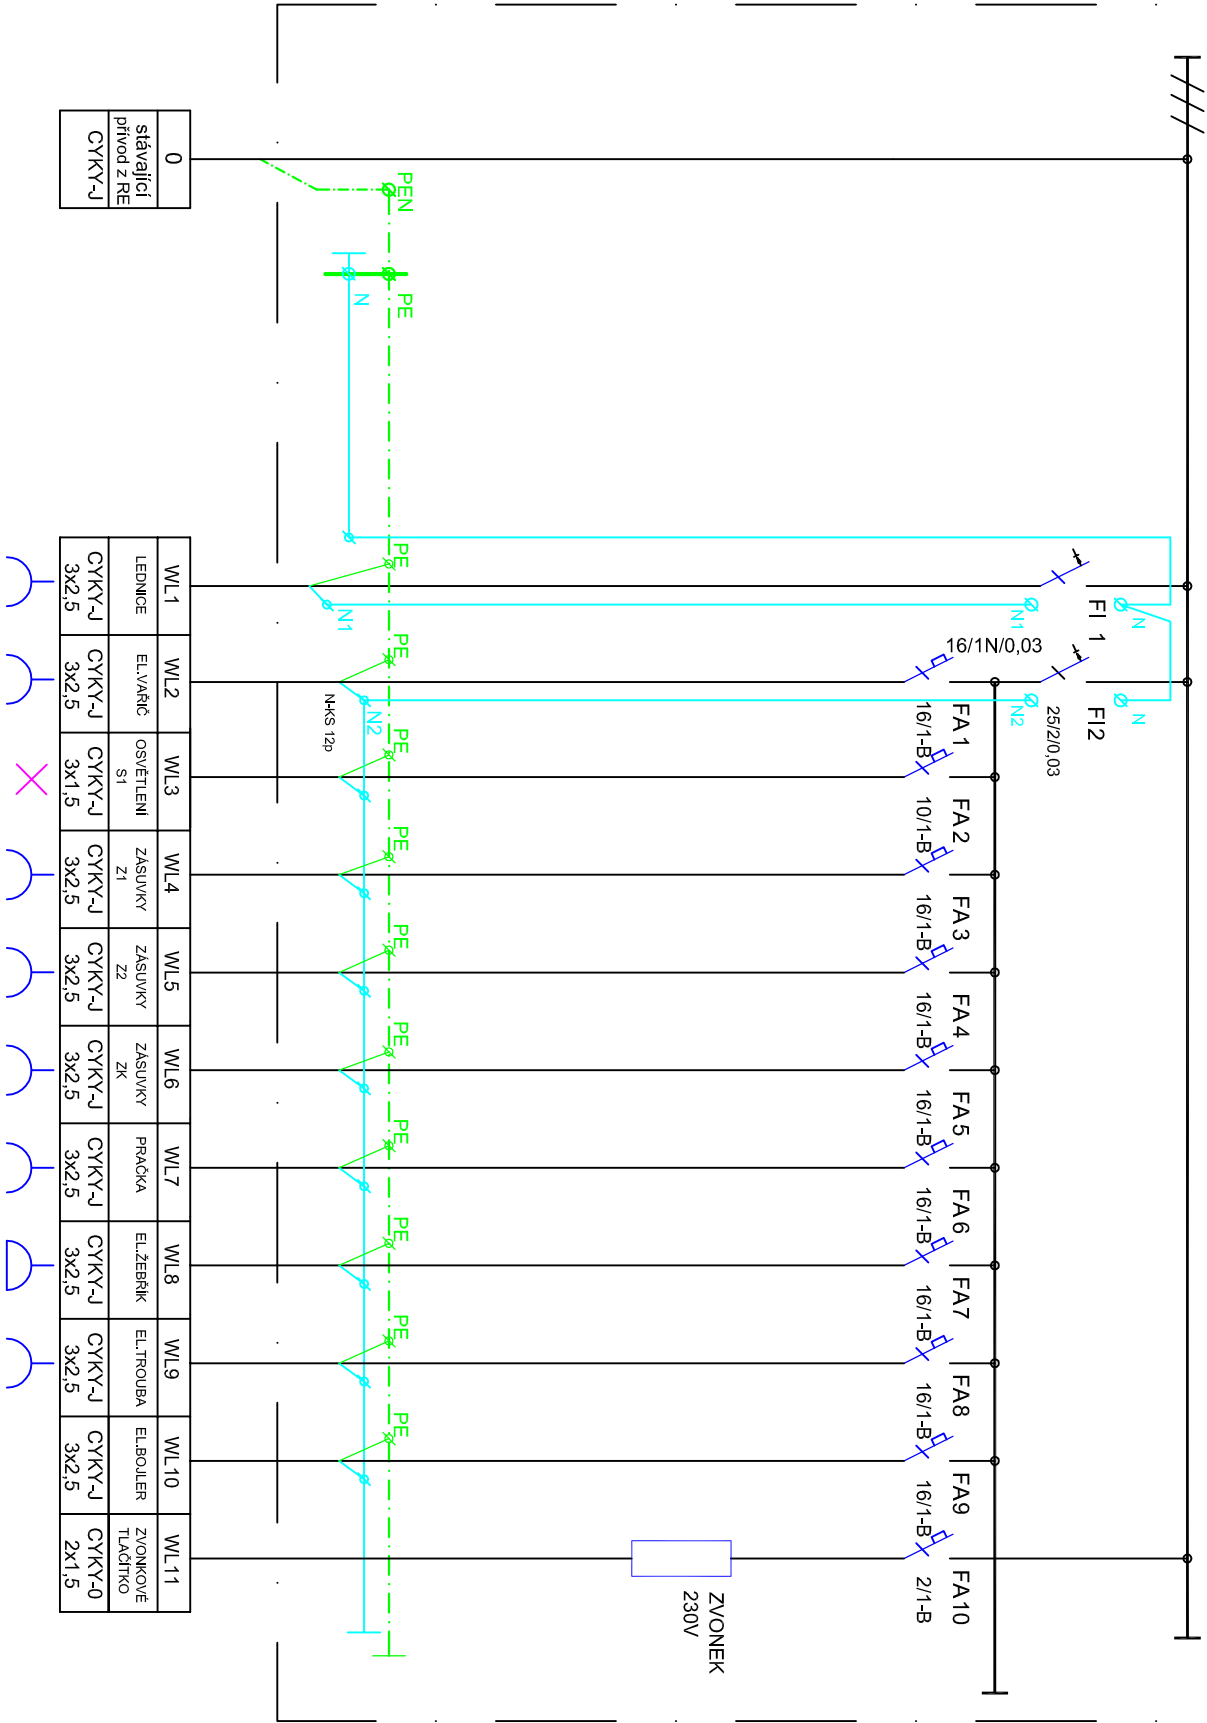 PEN
PE
N
FI 1
16/1N/0,03
FI2
25/2/0,03
N
N
N1
N2
FA1
16/1-B
FA2
10/1-B
FA3
16/1-B
FA4
16/1-B
FA5
16/1-B
FA6
16/1-B
FA7
16/1-B
FA8
16/1-B
FA9
16/1-B
FA10
2/1-B
ZVONEK
230V
PE
PE
PE
PE
PE
PE
PE
PE
PE
PE
N1
N2
N-KS 12p
0
stávající
přívod z RE
CYKY-J
WL1
LEDNICE
CYKY-J
3x2,5
WL2
EL.VAŘIČ
CYKY-J
3x2,5
WL3
OSVĚTLENÍ
S1
CYKY-J
3x1,5
WL4
ZÁSUVKY
Z1
CYKY-J
3x2,5
WL5
ZÁSUVKY
Z2
CYKY-J
3x2,5
WL6
ZÁSUVKY
ZK
CYKY-J
3x2,5
WL7
PRAČKA
CYKY-J
3x2,5
WL8
EL.ŽEBŘÍK
CYKY-J
3x2,5
WL9
EL.TROUBA
CYKY-J
3x2,5
WL10
EL.BOJLER
CYKY-J
3x2,5
WL11
ZVONKOVÉ
TLAČÍTKO
CYKY-0
2x1,5